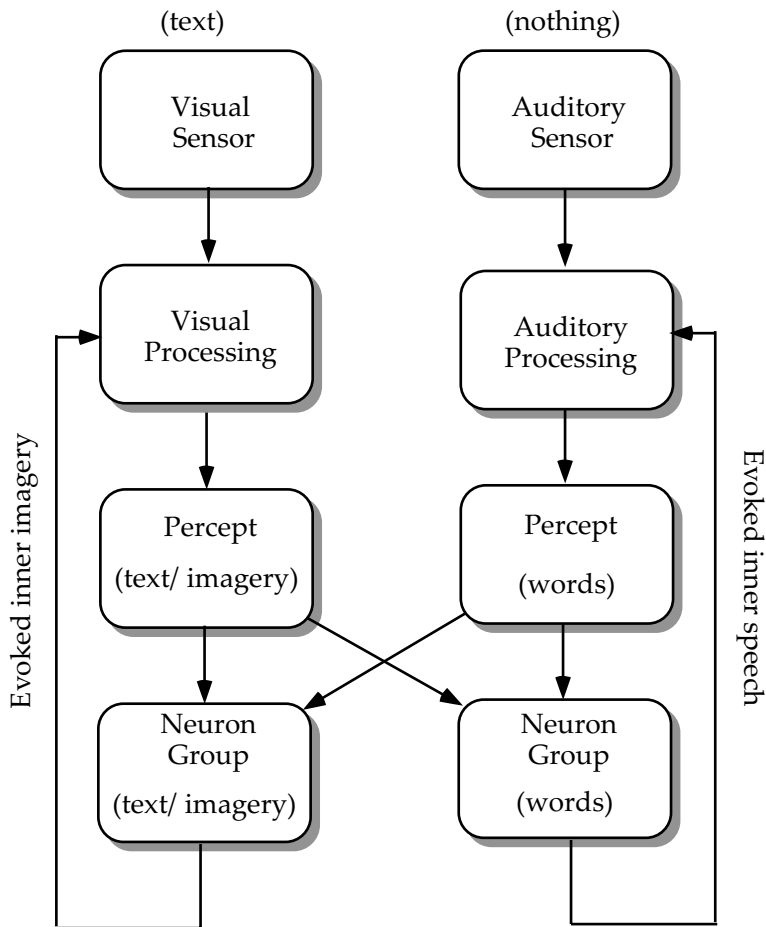 (text)
(nothing)
Visual
Sensor
Auditory
Sensor
Visual
Processing
Auditory
Processing
Evoked inner imagery
Evoked inner speech
Percept
(text/ imagery)
Percept
(words)
Neuron
Group
(text/ imagery)
Neuron
Group
(words)